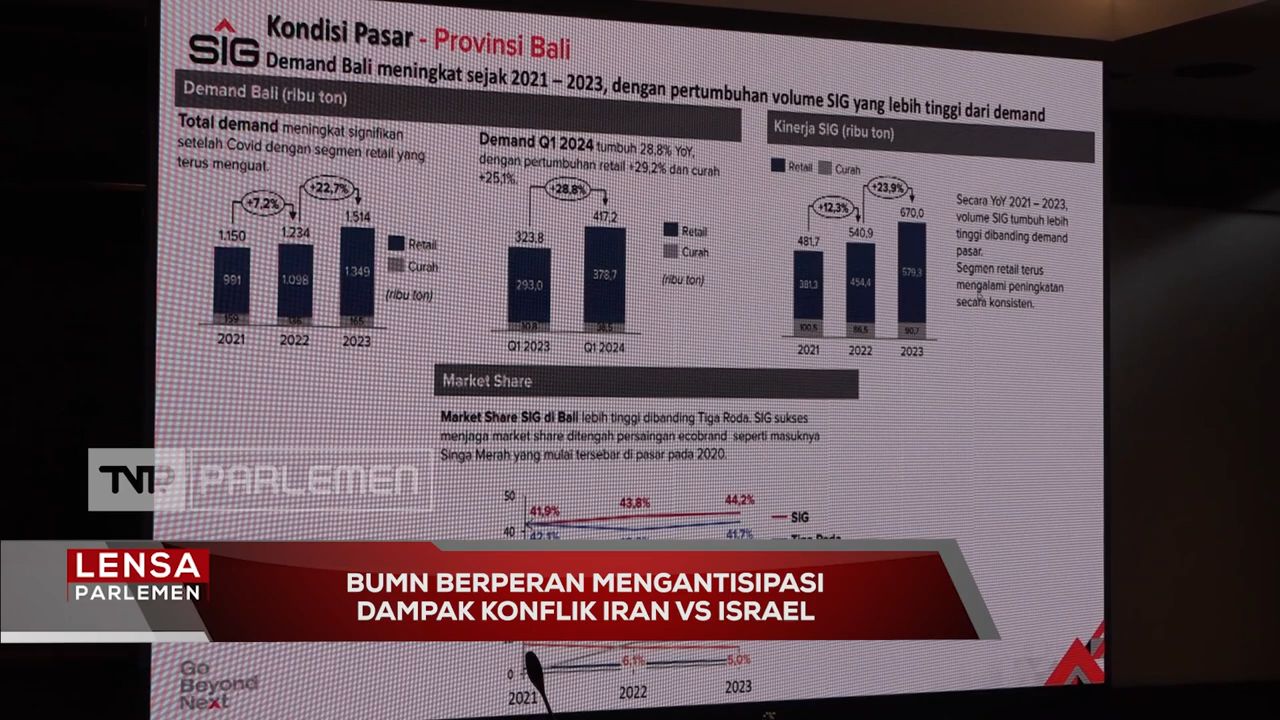 SIG
Kondisi Pasar - Provinsi Bali
Demand Bali meningkat sejak 2021 – 2023, dengan pertumbuhan volume SIG yang lebih tinggi dari demand
Demand Bali (ribu ton)
Total demand meningkat signifikan
setelah Covid dengan segmen retail yang
terus menguat.
+7,2%
+22,7%
1.150
1.234
1.514
991
1.098
1.349
159
165
2021
2022
2023
Retail
Curah
(ribu ton)
Demand Q1 2024 tumbuh 28.8% YoY,
dengan pertumbuhan retail +29,2% dan curah
+25,1%.
+28,8%
323,8
417,2
293,0
378,7
30,8
38,5
Q1 2023
Q1 2024
Retail
Curah
(ribu ton)
Kinerja SIG (ribu ton)
Retail
Curah
+12,3%
+23,9%
481,7
540,9
670,0
381,3
454,4
579,3
100,5
86,5
90,7
2021
2022
2023
Secara YoY 2021 – 2023,
volume SIG tumbuh lebih
tinggi dibanding demand
pasar.
Segmen retail terus
mengalami peningkatan
secara konsisten.
Market Share
Market Share SIG di Bali lebih tinggi dibanding Tiga Roda. SIG sukses
menjaga market share ditengah persaingan ecobrand seperti masuknya
Singa Merah yang mulai tersebar di pasar pada 2020.
50
40
41,9%
43,8%
44,2%
42,1%
41,7%
SIG
Tiga Roda
TVR PARLEMEN
LENSA
PARLEMEN
BUMN BERPERAN MENGANTISIPASI
DAMPAK KONFLIK IRAN VS ISRAEL
0
6,1%
5,0%
2021
2022
2023
Go
Beyond
Next